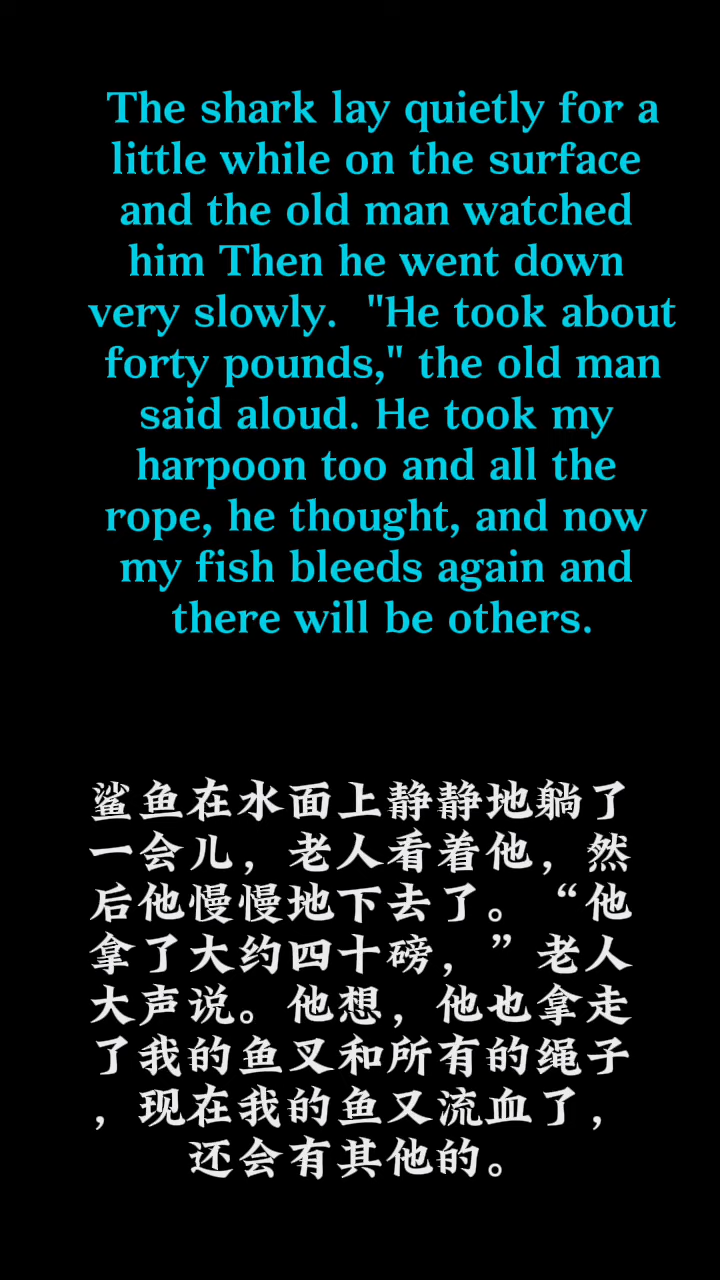 The shark lay quietly for a
little while on the surface
and the old man watched
him Then he went down
very slowly.  "He took about
forty pounds," the old man
said aloud. He took my
harpoon too and all the
rope, he thought, and now
my fish bleeds again and
there will be others.
鲨鱼在水面上静静地躺了
一会儿，老人看着他，然
后他慢慢地下去了。“他
拿了大约四十磅，”老人
大声说。他想，他也拿走
了我的鱼叉和所有的绳子
，现在我的鱼又流血了，
还会有其他的。